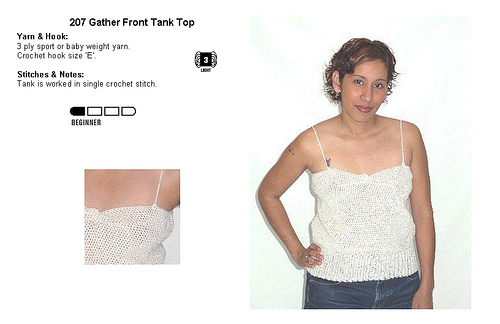 207 Gather Front Tank Top
Yarn & Hook:
3 ply sport or baby weight yarn.
Crochet hook size 'E'.
3
LIGHT
Stitches & Notes:
Tank is worked in single crochet stitch.
BEGINNER